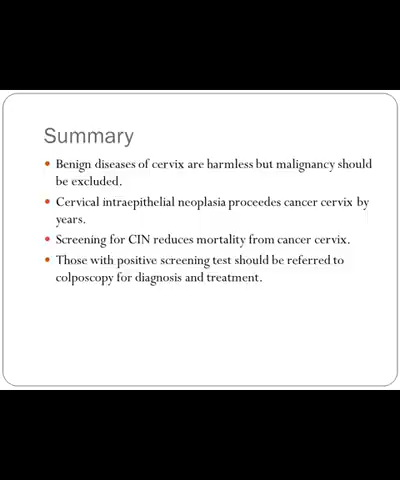 Summary
Benign diseases of cervix are harmless but malignancy should
be excluded.
Cervical intraepithelial neoplasia proceedes cancer cervix by
years.
Screening for CIN reduces mortality from cancer cervix.
Those with positive screening test should be referred to
colposcopy for diagnosis and treatment.